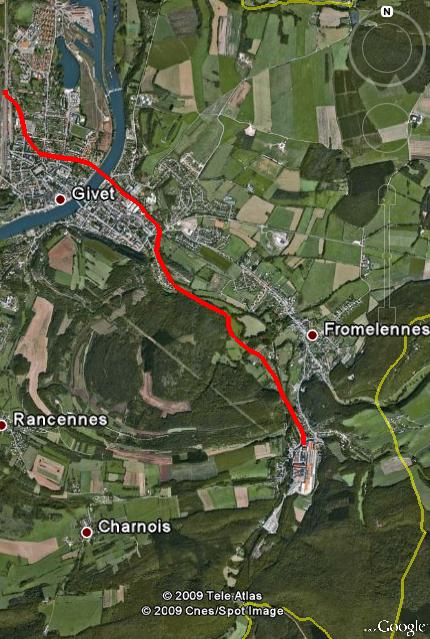 N
Givet
Fromelennes
Rancennes
Charnois
© 2009 Tele Atlas
© 2009 Cnes/Spot Image
...Google